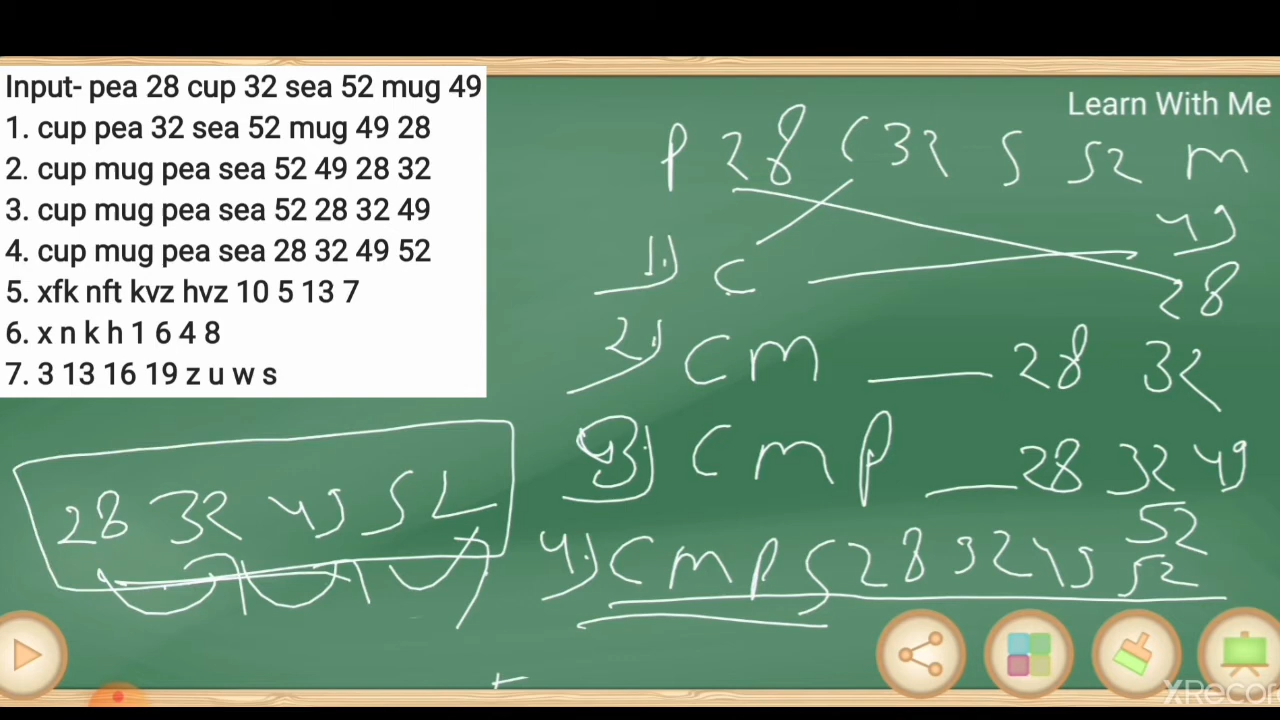 Input- pea 28 cup 32 sea 52 mug 49
1. cup pea 32 sea 52 mug 49 28
2. cup mug pea sea 52 49 28 32
3. cup mug pea sea 52 28 32 49
4. cup mug pea sea 28 32 49 52
5. xfk nft kvz hvz 10 5 13 7
6. x n k h 1 6 4 8
7. 3 13 16 19 z u w s
Learn With Me
P 28 C 32 S 52 m
49
1.) C 28
2.) C m 28 32
3.) C m P 28 32 49
52
4.) C m P S 28 32 49 52
28 32 49 52
XRecor